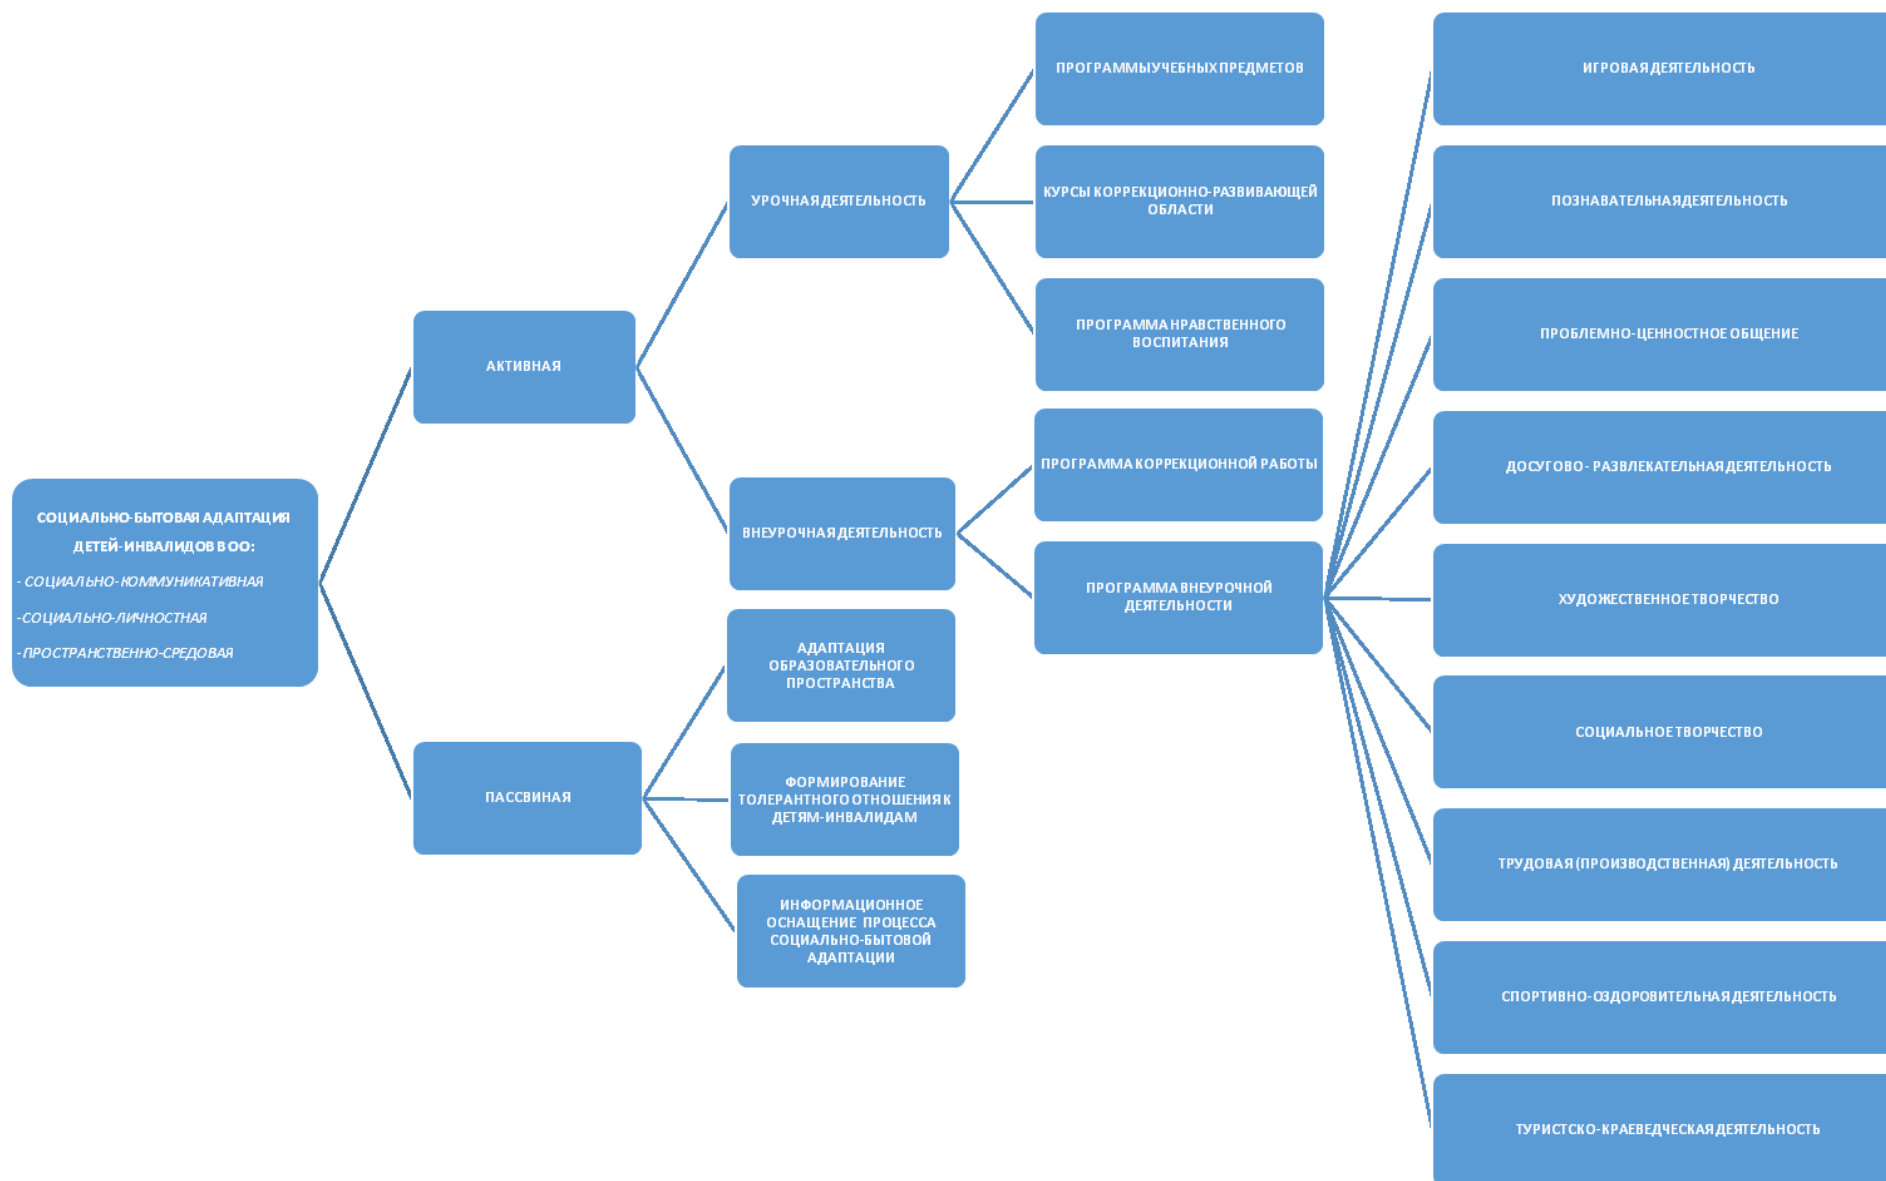 СОЦИАЛЬНО-БЫТОВАЯ АДАПТАЦИЯ
ДЕТЕЙ-ИНВАЛИДОВ В ОО:
- СОЦИАЛЬНО-КОММУНИКАТИВНАЯ
-СОЦИАЛЬНО-ЛИЧНОСТНАЯ
-ПРОСТРАНСТВЕННО-СРЕДОВАЯ
АКТИВНАЯ
ПАССВИНАЯ
УРОЧНАЯ ДЕЯТЕЛЬНОСТЬ
ВНЕУРОЧНАЯ ДЕЯТЕЛЬНОСТЬ
АДАПТАЦИЯ
ОБРАЗОВАТЕЛЬНОГО
ПРОСТРАНСТВА
ФОРМИРОВАНИЕ
ТОЛЕРАНТНОГО ОТНОШЕНИЯ К
ДЕТЯМ-ИНВАЛИДАМ
ИНФОРМАЦИОННОЕ
ОСНАЩЕНИЕ ПРОЦЕССА
СОЦИАЛЬНО-БЫТОВОЙ
АДАПТАЦИИ
ПРОГРАММЫ УЧЕБНЫХ ПРЕДМЕТОВ
КУРСЫ КОРРЕКЦИОННО-РАЗВИВАЮЩЕЙ
ОБЛАСТИ
ПРОГРАММА НРАВСТВЕННОГО
ВОСПИТАНИЯ
ПРОГРАММА КОРРЕКЦИОННОЙ РАБОТЫ
ПРОГРАММА ВНЕУРОЧНОЙ
ДЕЯТЕЛЬНОСТИ
ИГРОВАЯ ДЕЯТЕЛЬНОСТЬ
ПОЗНАВАТЕЛЬНАЯ ДЕЯТЕЛЬНОСТЬ
ПРОБЛЕМНО-ЦЕННОСТНОЕ ОБЩЕНИЕ
ДОСУГОВО- РАЗВЛЕКАТЕЛЬНАЯ ДЕЯТЕЛЬНОСТЬ
ХУДОЖЕСТВЕННОЕ ТВОРЧЕСТВО
СОЦИАЛЬНОЕ ТВОРЧЕСТВО
ТРУДОВАЯ (ПРОИЗВОДСТВЕННАЯ) ДЕЯТЕЛЬНОСТЬ
СПОРТИВНО-ОЗДОРОВИТЕЛЬНАЯ ДЕЯТЕЛЬНОСТЬ
ТУРИСТСКО-КРАЕВЕДЧЕСКАЯ ДЕЯТЕЛЬНОСТЬ